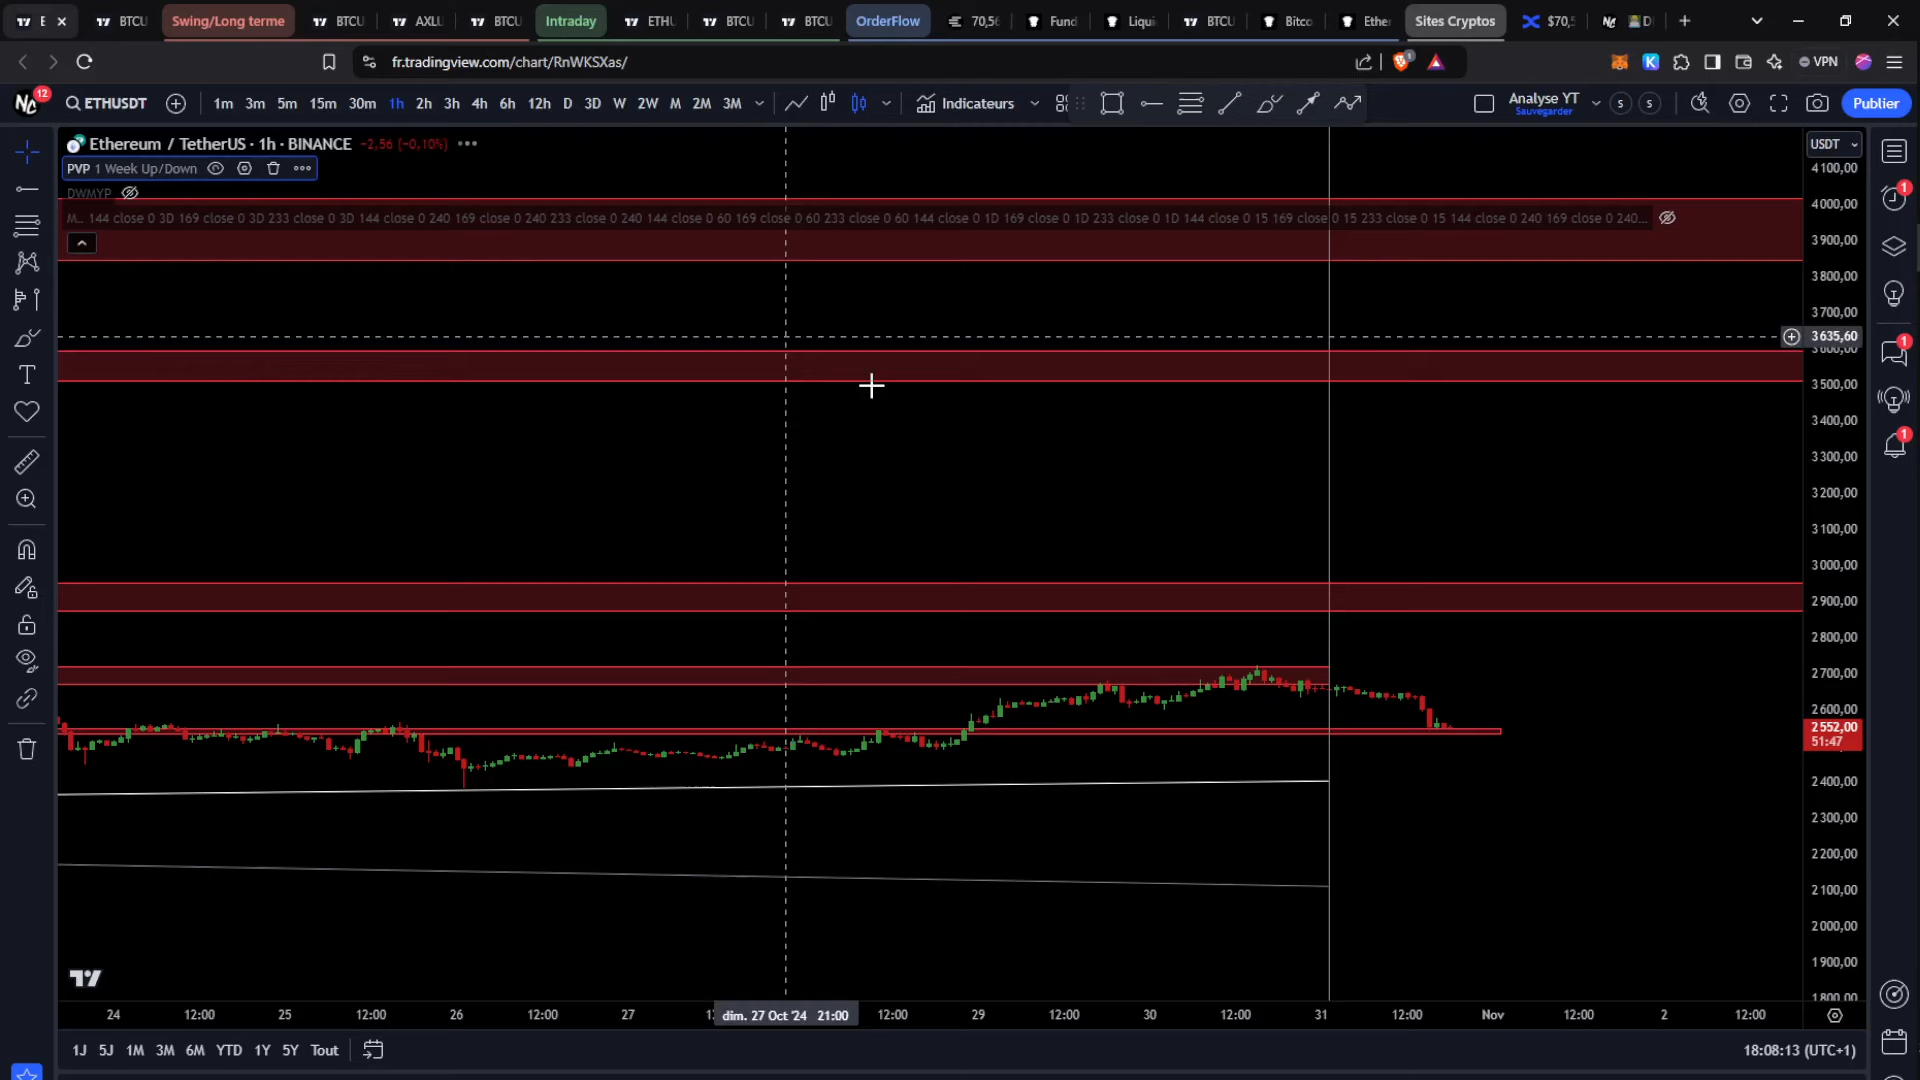 E
BTCU
Swing/Long terme
BTCU
AXLU
BTCU
Intraday
ETHU
BTCU
BTCU
OrderFlow
70,5
Fund
Liqui
BTCU
Bitco
Ether
Sites Cryptos
$70,5
fr.tradingview.com/chart/RnWKSXas/
1
VPN
12
ETHUSDT
1m 3m 5m 15m 30m 1h 2h 3h 4h 6h 12h D 3D W 2W M 2M 3M
Indicateurs
Analyse YT
Sauvegarder
S
S
Publier
Ethereum / TetherUS · 1h · BINANCE −2,56 (−0,10%)
PVP 1 Week Up/Down
DWMYP
M... 144 close 0 3D 169 close 0 3D 233 close 0 3D 144 close 0 240 169 close 0 240 233 close 0 240 144 close 0 60 169 close 0 60 233 close 0 60 144 close 0 1D 169 close 0 1D 233 close 0 1D 144 close 0 15 169 close 0 15 233 close 0 15 144 close 0 240 169 close 0 240...
USDT
4 100,00
4 000,00
3 900,00
3 800,00
3 700,00
3 635,60
3 600,00
3 500,00
3 400,00
3 300,00
3 200,00
3 100,00
3 000,00
2 900,00
2 800,00
2 700,00
2 600,00
2 552,00
51:47
2 400,00
2 300,00
2 200,00
2 100,00
2 000,00
1 900,00
1 800,00
1
1
1
24 12:00 25 12:00 26 12:00 27 dim. 27 Oct '24 21:00 12:00 29 12:00 30 12:00 31 12:00 Nov 12:00 2 12:00
1J 5J 1M 3M 6M YTD 1Y 5Y Tout
18:08:13 (UTC+1)